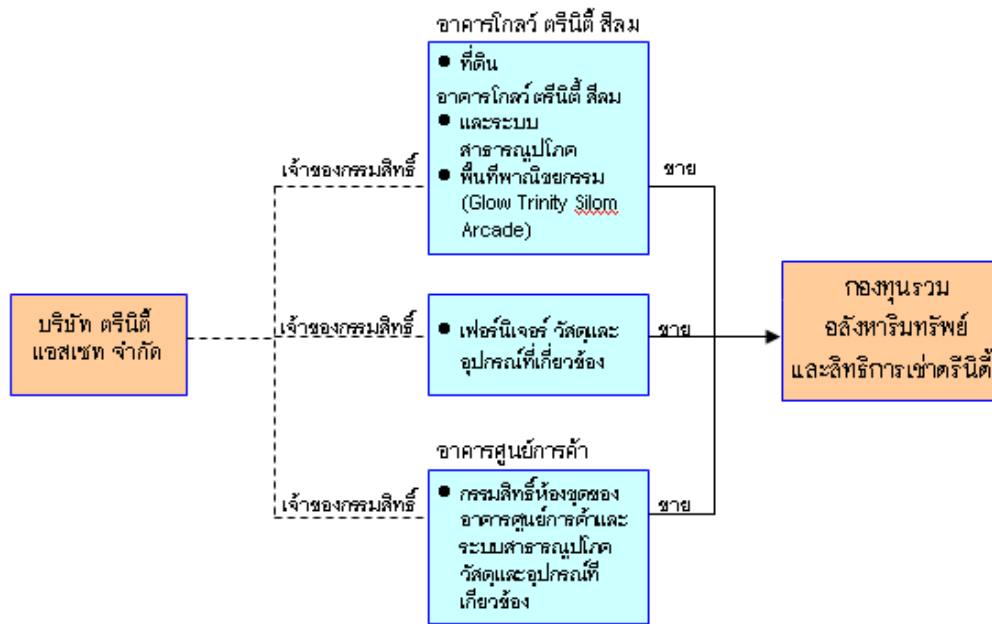 อาคารโกลว์ ตรีนิตี้ สีลม
● ที่ดิน
อาคารโกลว์ ตรีนิตี้ สีลม
● และระบบ
สาธารณูปโภค
● พื้นที่พาณิชยกรรม
(Glow Trinity Silom
Arcade)
เจ้าของกรรมสิทธิ์
ขาย
บริษัท ตรีนิตี้
แอสเซท จำกัด
เจ้าของกรรมสิทธิ์
● เฟอร์นิเจอร์ วัสดุและ
อุปกรณ์ที่เกี่ยวข้อง
ขาย
กองทุนรวม
อสังหาริมทรัพย์
และสิทธิการเช่าตรีนิตี้
อาคารศูนย์การค้า
เจ้าของกรรมสิทธิ์
● กรรมสิทธิ์ห้องชุดของ
อาคารศูนย์การค้าและ
ระบบสาธารณูปโภค
วัสดุและอุปกรณ์ที่
เกี่ยวข้อง
ขาย